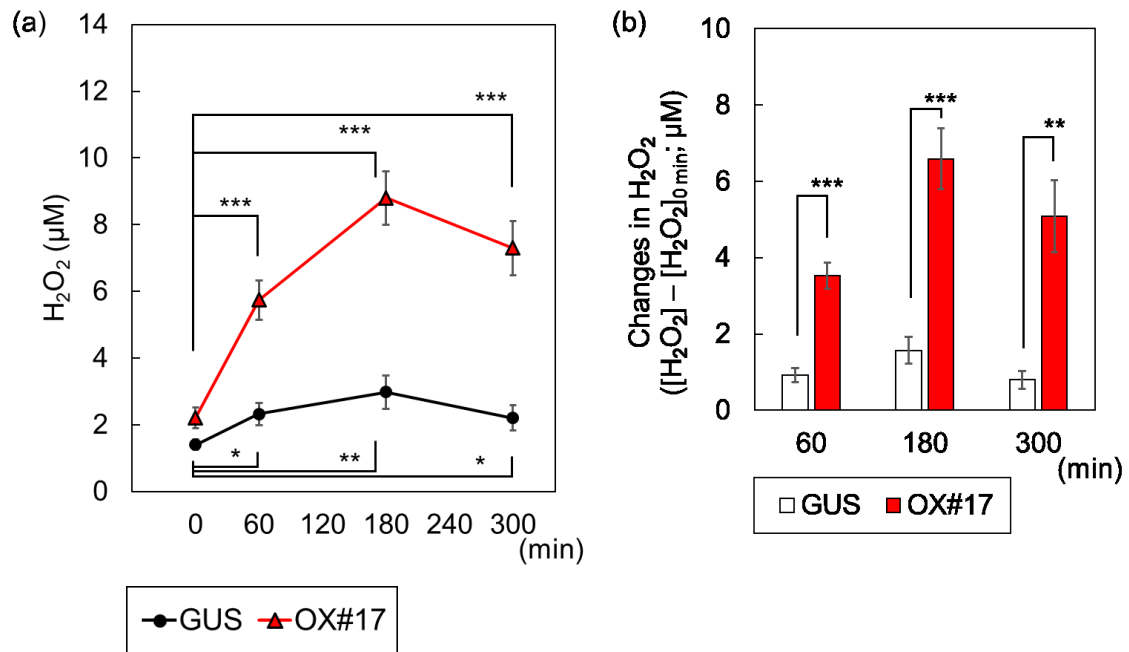 (a)
H₂O₂ (μM)
14
12
10
8
6
4
2
0
***
***
***
*
**
*
0 60 120 180 240 300
(min)
GUS OX#17
(b)
Changes in H₂O₂
([H₂O₂] – [H₂O₂]₀ ₘᵢₙ; μM)
10
8
6
4
2
0
***
***
**
60 180 300
(min)
GUS OX#17